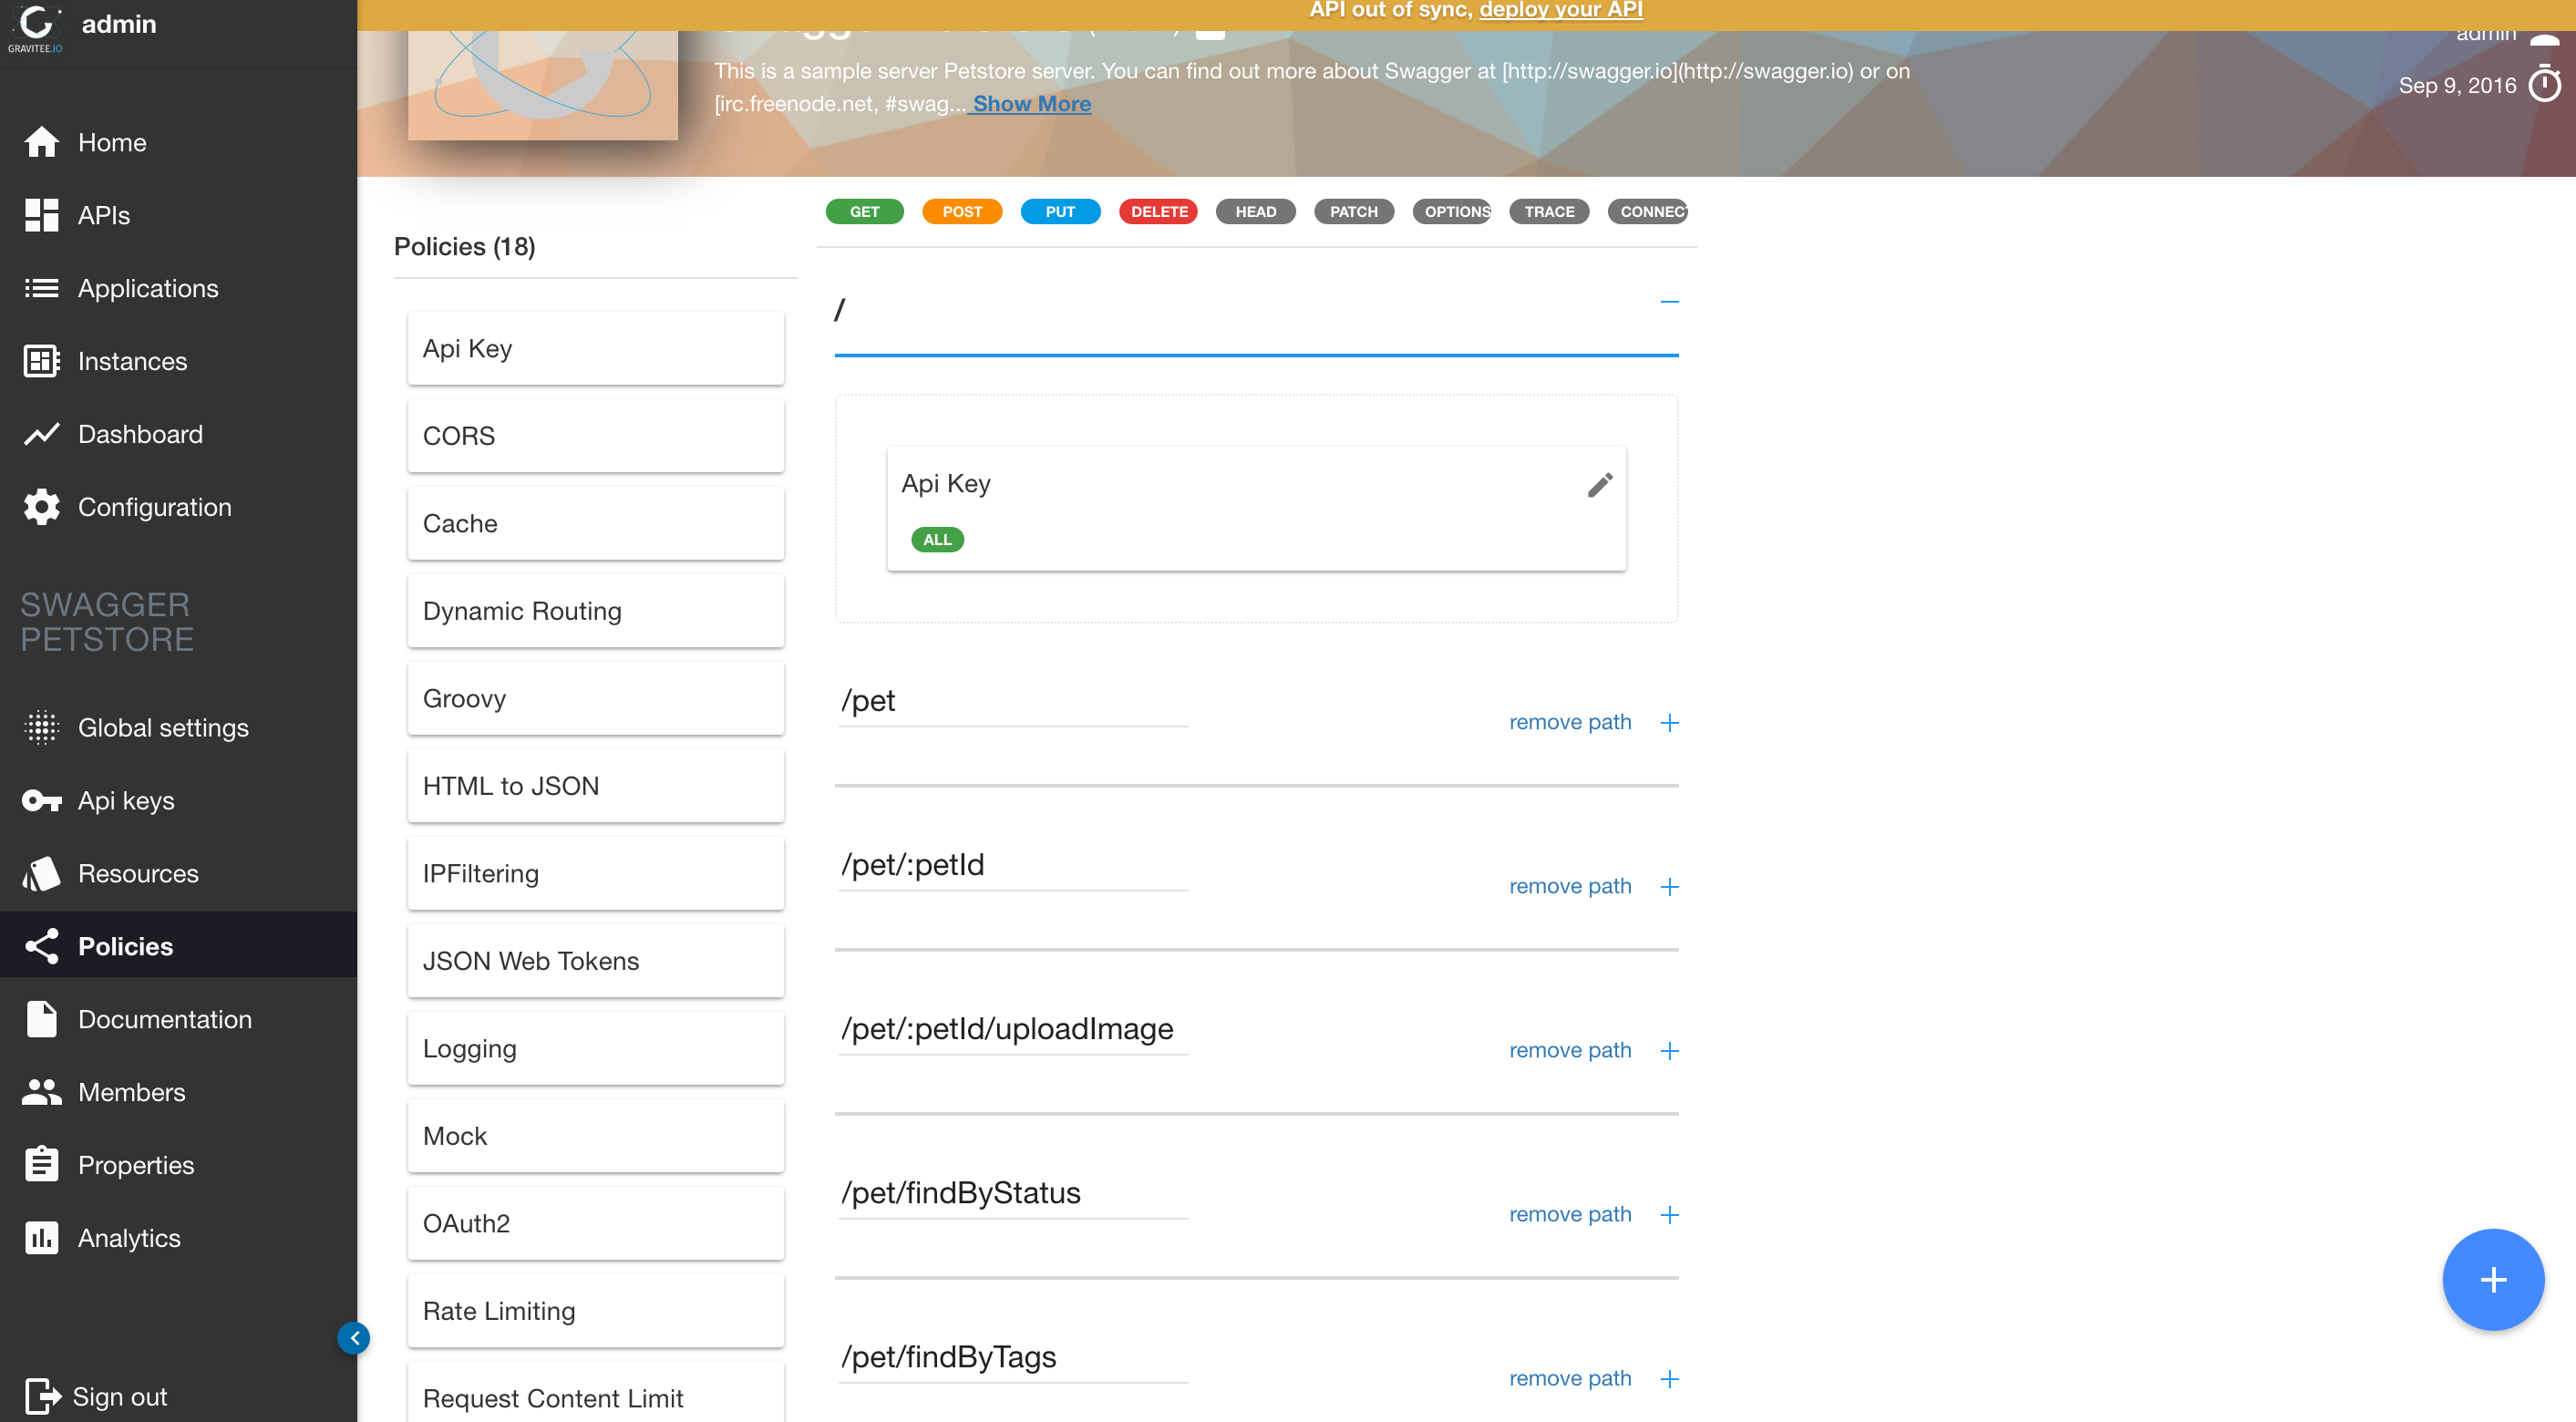 GRAVITEE.IO
admin
Home
APIs
Applications
Instances
Dashboard
Configuration
SWAGGER
PETSTORE
Global settings
Api keys
Resources
Policies
Documentation
Members
Properties
Analytics
Sign out
API out of sync, deploy your API
This is a sample server Petstore server. You can find out more about Swagger at [http://swagger.io](http://swagger.io) or on
[irc.freenode.net, #swag... Show More
admin
Sep 9, 2016
Policies (18)
Api Key
CORS
Cache
Dynamic Routing
Groovy
HTML to JSON
IPFiltering
JSON Web Tokens
Logging
Mock
OAuth2
Rate Limiting
Request Content Limit
GET POST PUT DELETE HEAD PATCH OPTIONS TRACE CONNECT
/
Api Key
ALL
/pet
remove path
/pet/:petId
remove path
/pet/:petId/uploadImage
remove path
/pet/findByStatus
remove path
/pet/findByTags
remove path